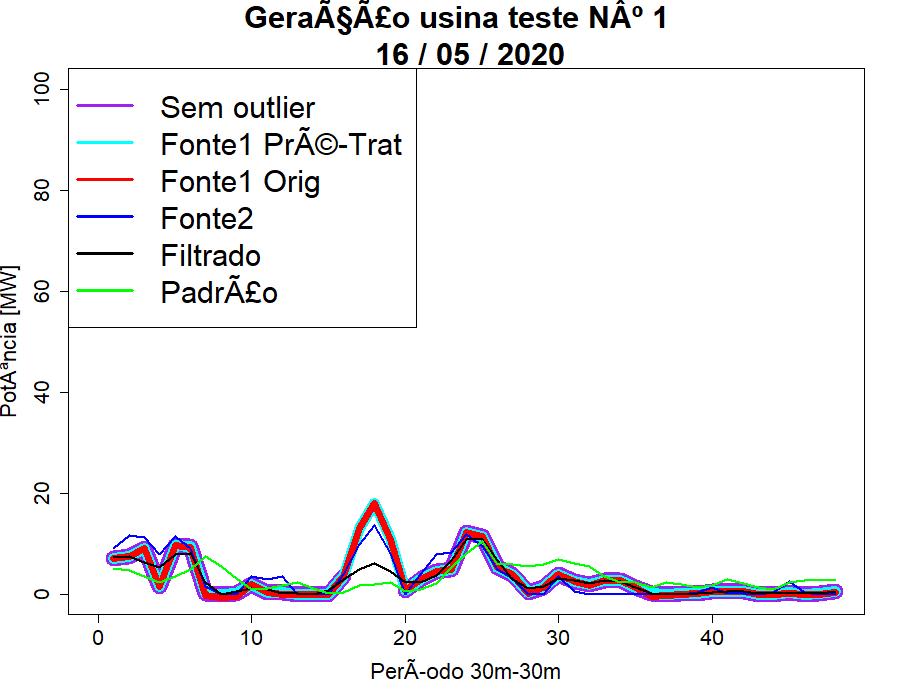 GeraÃ§Ã£o usina teste NÂº 1
16 / 05 / 2020
Sem outlier
Fonte1 PrÃ©-Trat
Fonte1 Orig
Fonte2
Filtrado
PadrÃ£o
PotÃªncia [MW]
100
80
60
40
20
0
0 10 20 30 40
PerÃ-odo 30m-30m